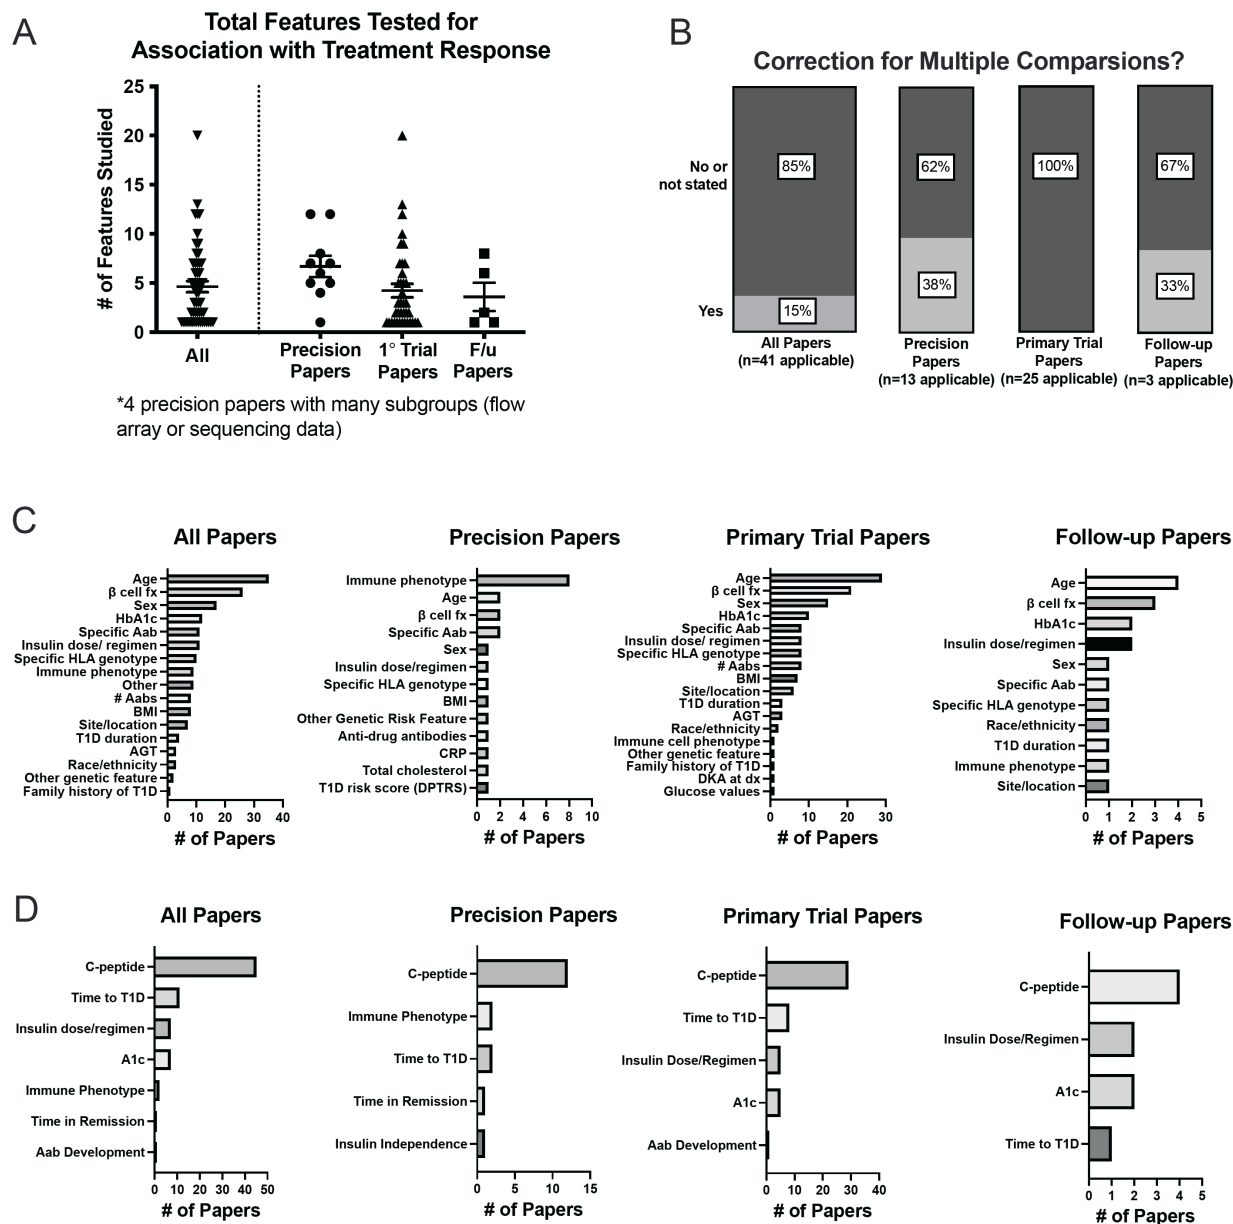 A
Total Features Tested for
Association with Treatment Response
# of Features Studied
25
20
15
10
5
0
All
Precision
Papers
1° Trial
Papers
F/u
Papers
*4 precision papers with many subgroups (flow
array or sequencing data)
B
Correction for Multiple Comparsions?
No or
not stated
Yes
85%
15%
62%
38%
100%
67%
33%
All Papers
(n=41 applicable)
Precision
Papers
(n=13 applicable)
Primary Trial
Papers
(n=25 applicable)
Follow-up
Papers
(n=3 applicable)
C
All Papers
Age
β cell fx
Sex
HbA1c
Specific Aab
Insulin dose/ regimen
Specific HLA genotype
Immune phenotype
Other
# Aabs
BMI
Site/location
T1D duration
AGT
Race/ethnicity
Other genetic feature
Family history of T1D
0 10 20 30 40
# of Papers
Precision Papers
Immune phenotype
Age
β cell fx
Specific Aab
Sex
Insulin dose/regimen
Specific HLA genotype
BMI
Other Genetic Risk Feature
Anti-drug antibodies
CRP
Total cholesterol
T1D risk score (DPTRS)
0 2 4 6 8 10
# of Papers
Primary Trial Papers
Age
β cell fx
Sex
HbA1c
Specific Aab
Insulin dose/ regimen
Specific HLA genotype
# Aabs
BMI
Site/location
T1D duration
AGT
Race/ethnicity
Immune cell phenotype
Other genetic feature
Family history of T1D
DKA at dx
Glucose values
0 10 20 30
# of Papers
Follow-up Papers
Age
β cell fx
HbA1c
Insulin dose/regimen
Sex
Specific Aab
Specific HLA genotype
Race/ethnicity
T1D duration
Immune phenotype
Site/location
0 1 2 3 4 5
# of Papers
D
All Papers
C-peptide
Time to T1D
Insulin dose/regimen
A1c
Immune Phenotype
Time in Remission
Aab Development
0 10 20 30 40 50
# of Papers
Precision Papers
C-peptide
Immune Phenotype
Time to T1D
Time in Remission
Insulin Independence
0 5 10 15
# of Papers
Primary Trial Papers
C-peptide
Time to T1D
Insulin Dose/Regimen
A1c
Aab Development
0 10 20 30 40
# of Papers
Follow-up Papers
C-peptide
Insulin Dose/Regimen
A1c
Time to T1D
0 1 2 3 4 5
# of Papers